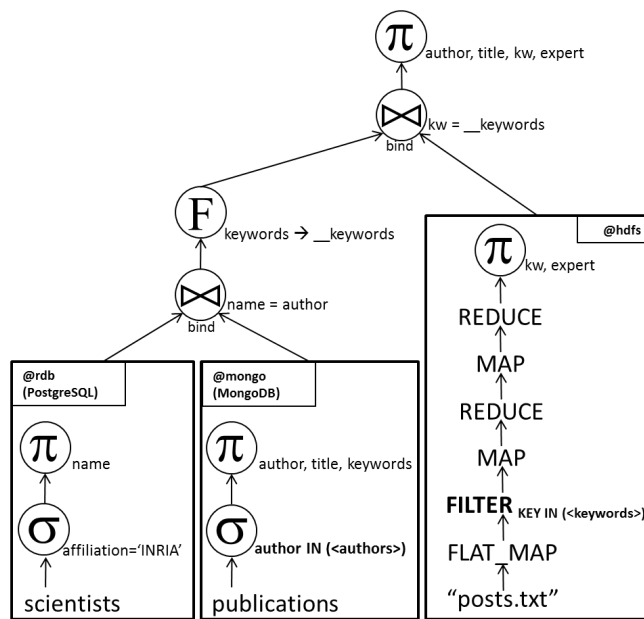 π
author, title, kw, expert
⋈
kw = __keywords
bind
F
keywords → __keywords
⋈
name = author
bind
@rdb
(PostgreSQL)
π
name
σ
affiliation=‘INRIA’
scientists
@mongo
(MongoDB)
π
author, title, keywords
σ
author IN (<authors>)
publications
@hdfs
π
kw, expert
REDUCE
MAP
REDUCE
MAP
FILTER KEY IN (<keywords>)
FLAT_MAP
“posts.txt”